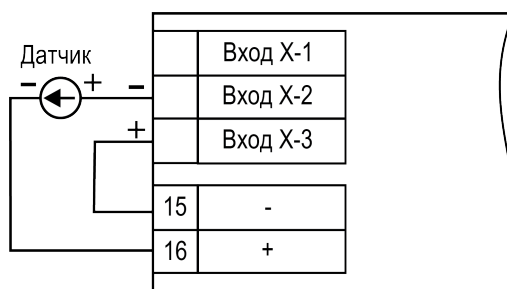 Датчик
Вход X-1
Вход X-2
Вход X-3
- + -
+
15 -
16 +